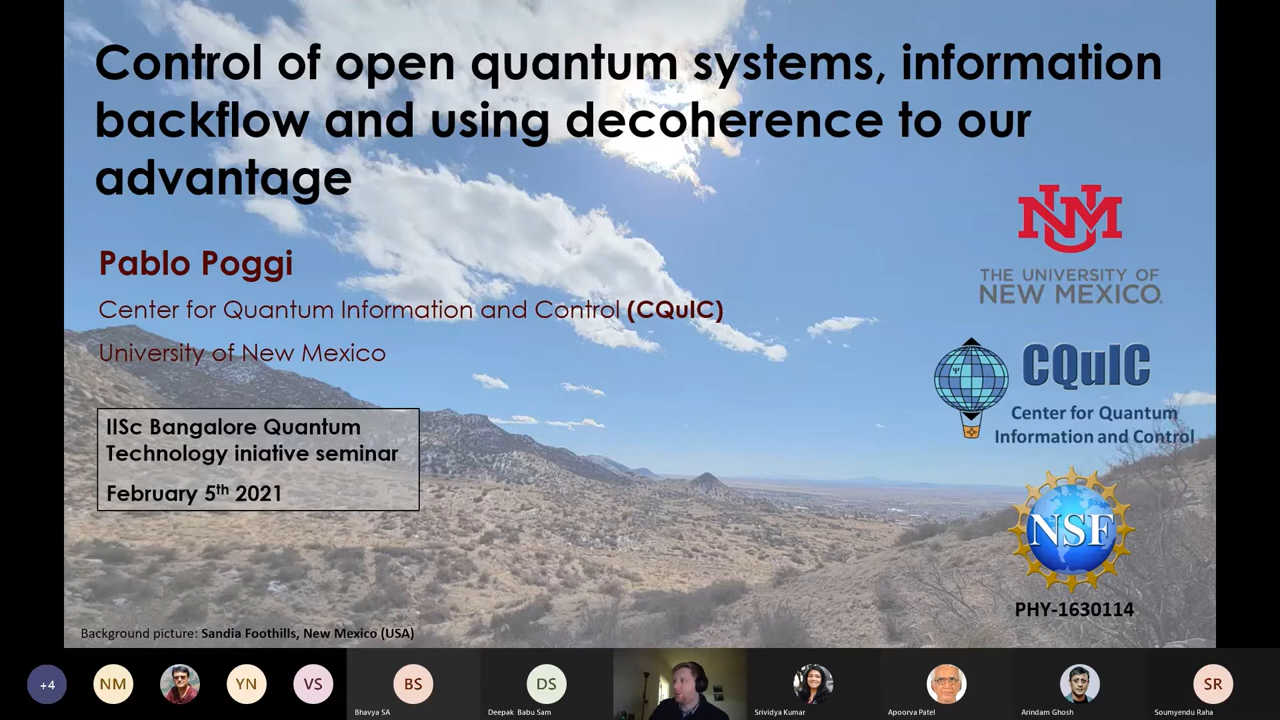 Control of open quantum systems, information
backflow and using decoherence to our
advantage
Pablo Poggi
Center for Quantum Information and Control (CQuIC)
University of New Mexico
IISc Bangalore Quantum
Technology iniative seminar
February 5th 2021
Background picture: Sandia Foothills, New Mexico (USA)
UNM
THE UNIVERSITY OF
NEW MEXICO.
CQuIC
Center for Quantum
Information and Control
NSF
PHY-1630114
+4
NM
YN
VS
BS
Bhavya SA
DS
Deepak Babu Sam
Srividya Kumar
Apoorva Patel
Arindam Ghosh
SR
Soumyendu Raha